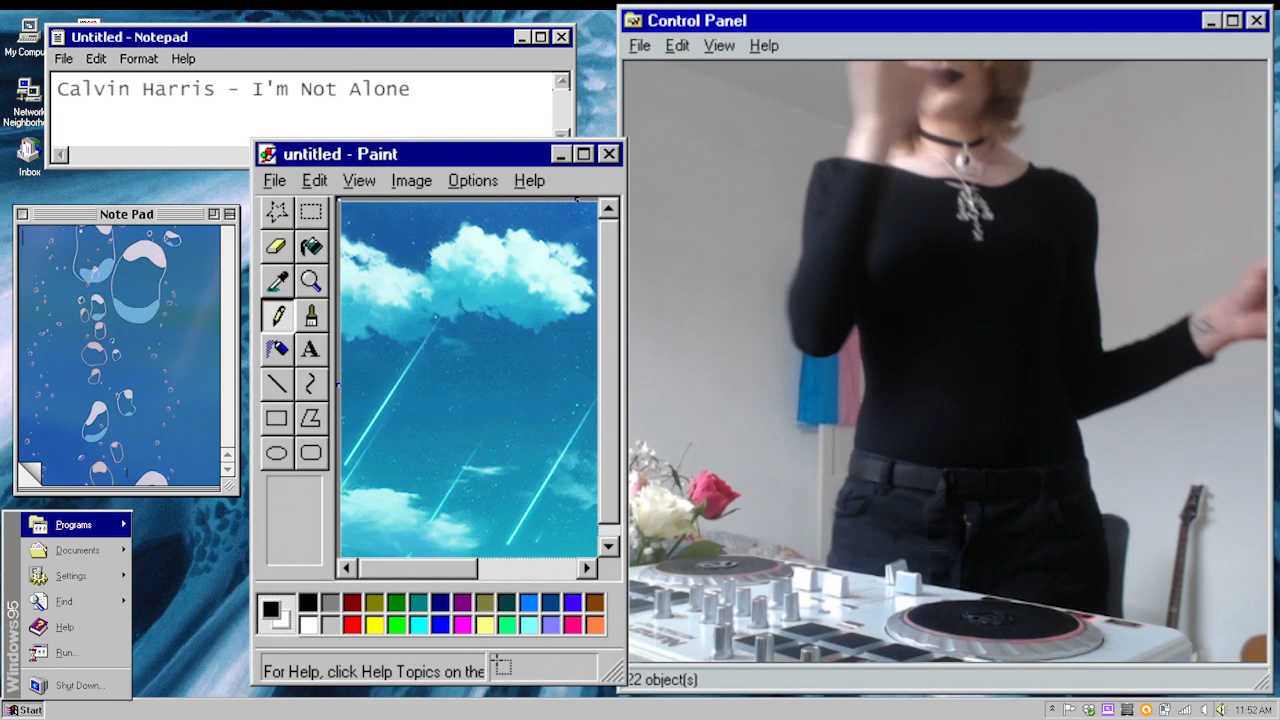 My Compu
Network
Neighborho
Inbox
Untitled - Notepad
File Edit Format Help
Calvin Harris - I'm Not Alone
Note Pad
untitled - Paint
File Edit View Image Options Help
A
For Help, click Help Topics on the
Control Panel
File Edit View Help
22 object(s)
Windows95
Programs
Documents
Settings
Find
Help
Run...
Shut Down...
Start
11:52 AM